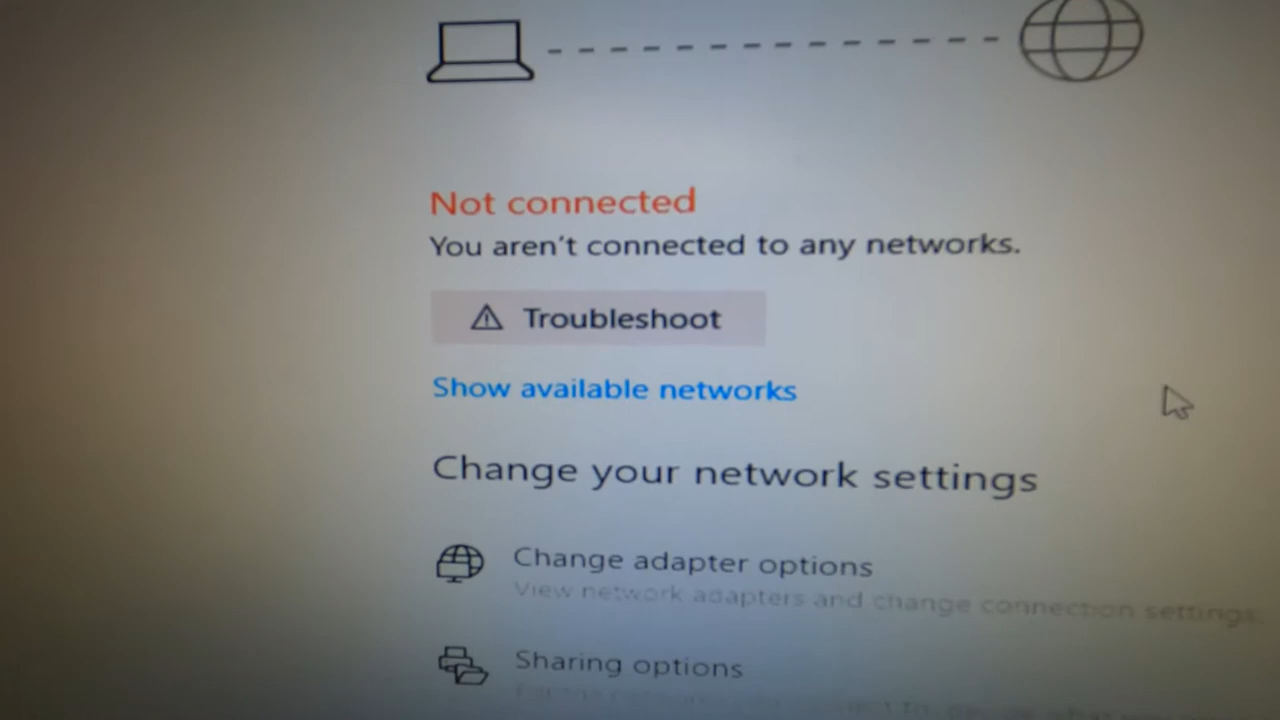 Not connected
You aren't connected to any networks.
Troubleshoot
Show available networks
Change your network settings
Change adapter options
View network adapters and change connection settings.
Sharing options